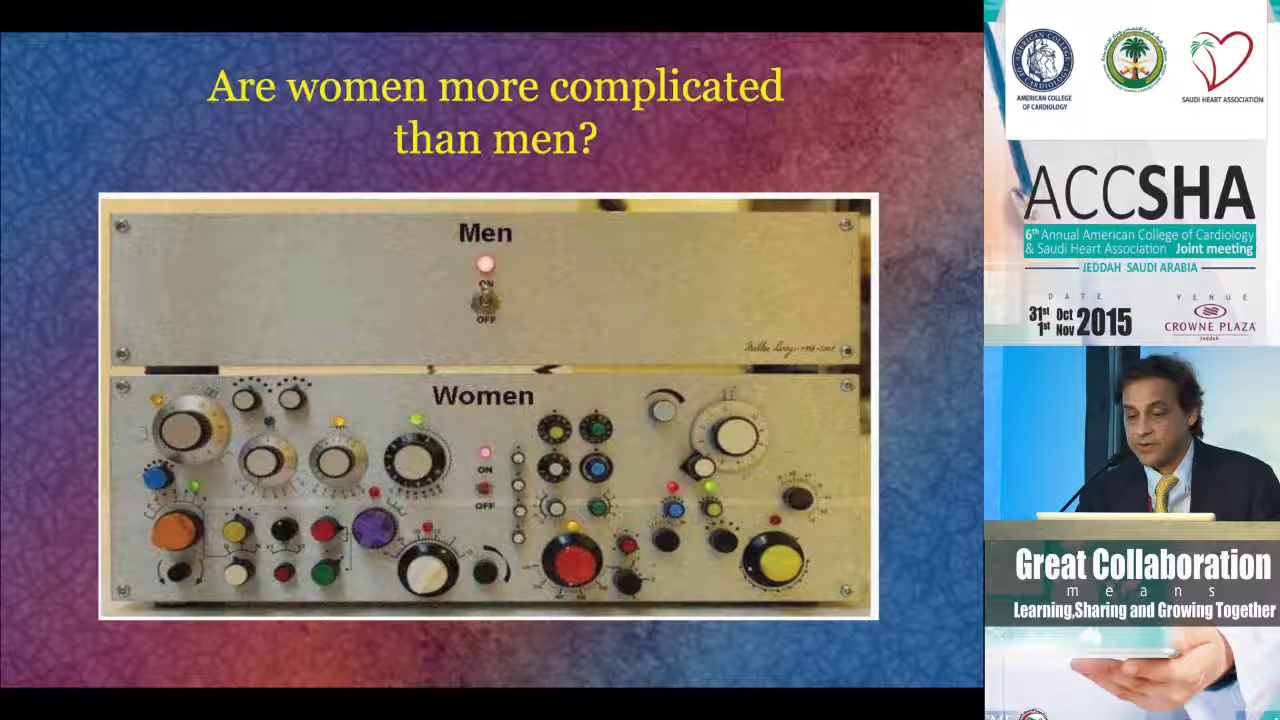 Are women more complicated
than men?
Men
ON
OFF
Women
ON
OFF
AMERICAN COLLEGE
OF CARDIOLOGY
SAUDI HEART ASSOCIATION
ACCSHA
6th Annual American College of Cardiology
& Saudi Heart Association Joint meeting
JEDDAH SAUDI ARABIA
DATE
31st Oct
1st Nov 2015
VENUE
CROWNE PLAZA
Jeddah
Great Collaboration
means
Learning,Sharing and Growing Together